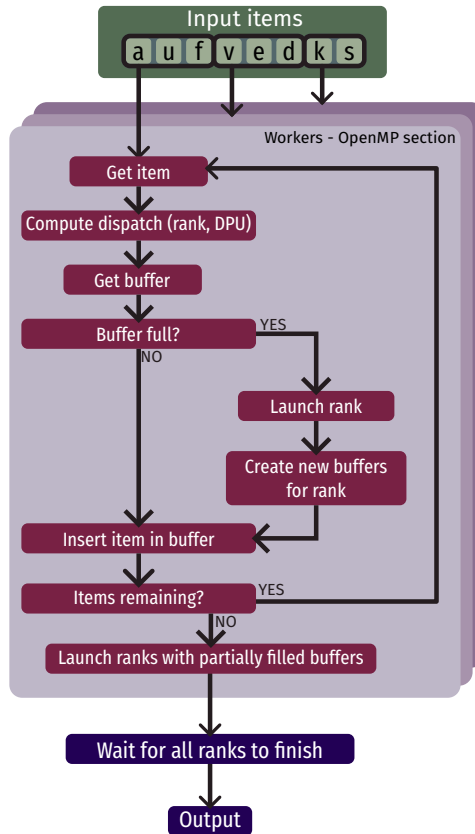 Input items
a u f v e d k s
Workers - OpenMP section
Get item
Compute dispatch (rank, DPU)
Get buffer
Buffer full?
YES
NO
Launch rank
Create new buffers
for rank
Insert item in buffer
Items remaining?
YES
NO
Launch ranks with partially filled buffers
Wait for all ranks to finish
Output